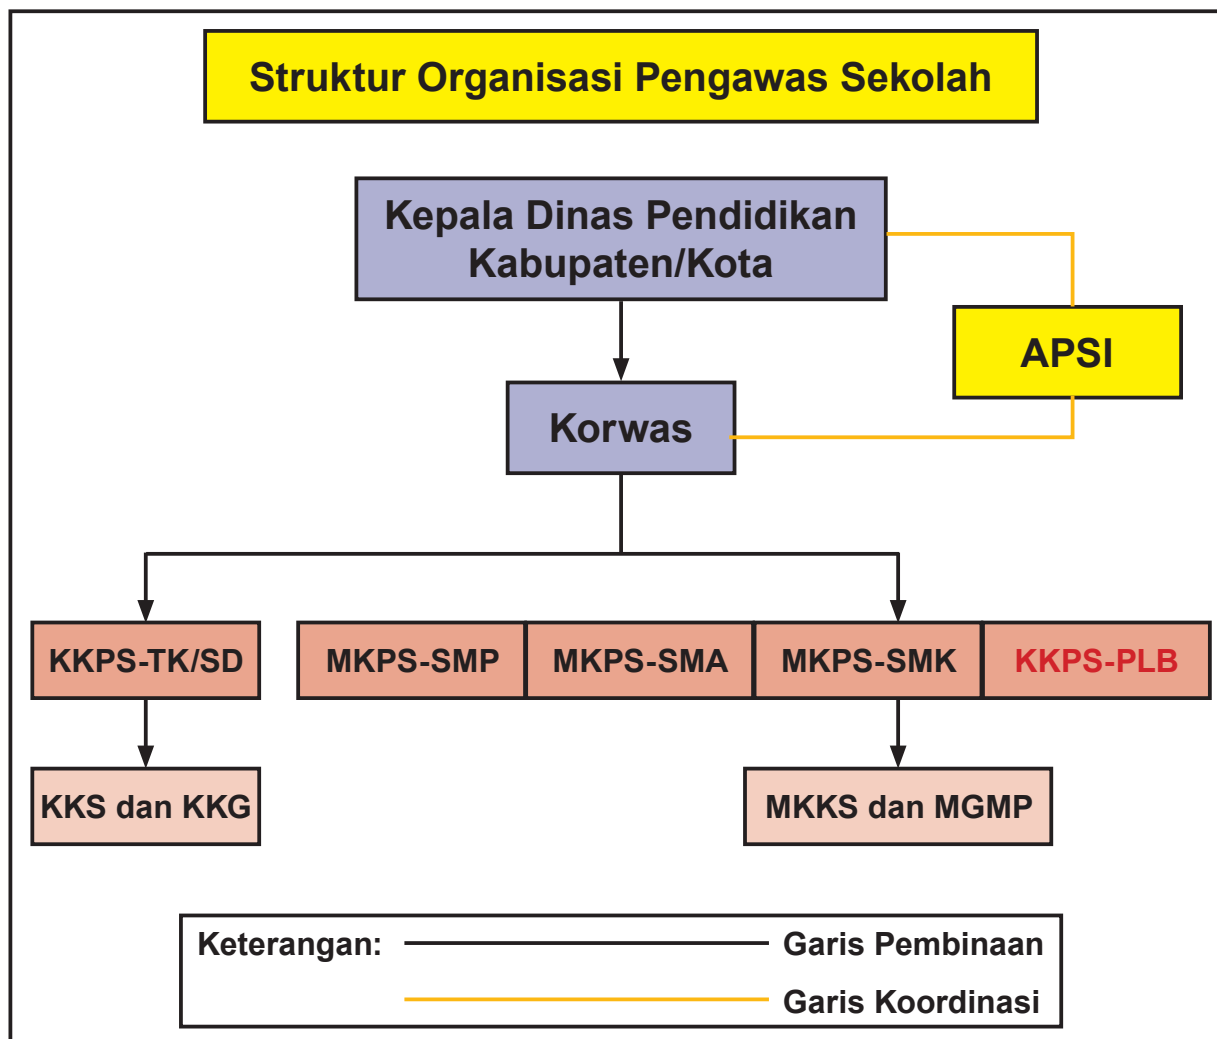 Struktur Organisasi Pengawas Sekolah
Kepala Dinas Pendidikan
Kabupaten/Kota
APSI
Korwas
KKPS-TK/SD
MKPS-SMP
MKPS-SMA
MKPS-SMK
KKPS-PLB
KKS dan KKG
MKKS dan MGMP
Keterangan:
Garis Pembinaan
Garis Koordinasi